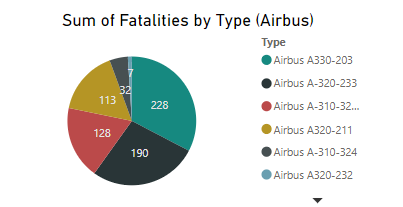 Sum of Fatalities by Type (Airbus)
Type
Airbus A330-203
Airbus A-320-233
Airbus A-310-32...
Airbus A320-211
Airbus A-310-324
Airbus A320-232
7
32
113
228
128
190